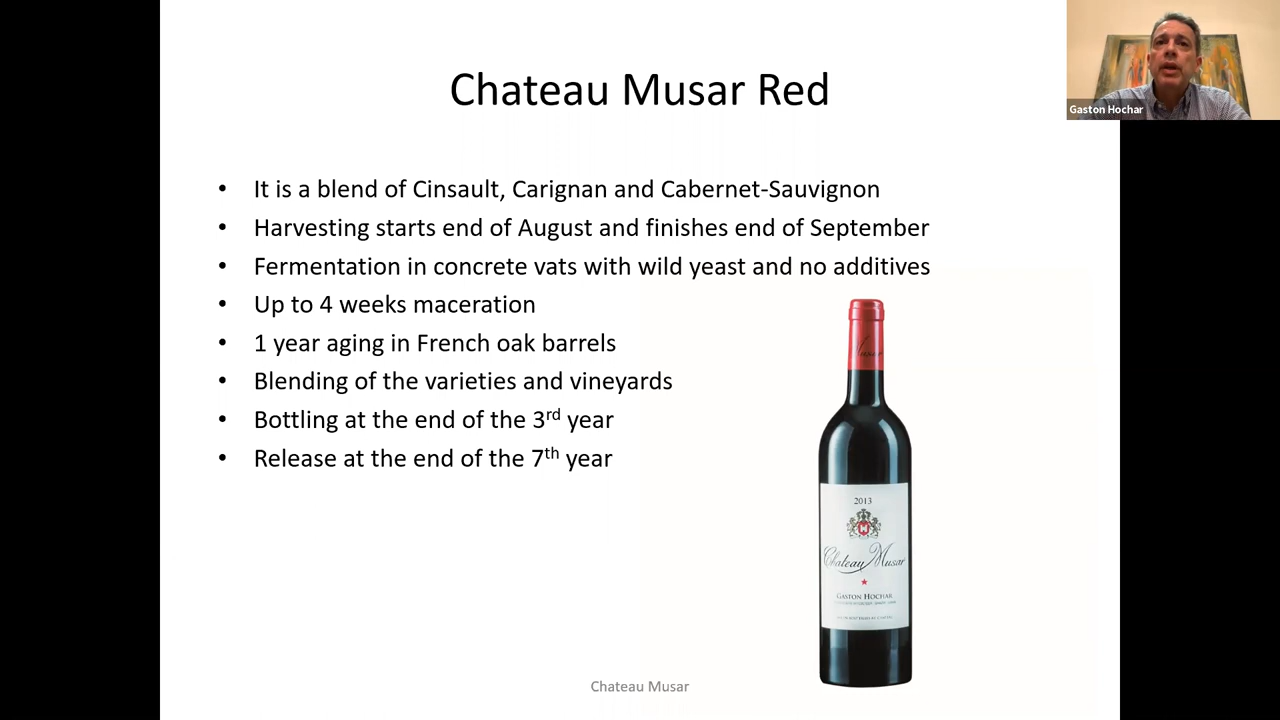 Chateau Musar Red
Gaston Hochar
• It is a blend of Cinsault, Carignan and Cabernet-Sauvignon
• Harvesting starts end of August and finishes end of September
• Fermentation in concrete vats with wild yeast and no additives
• Up to 4 weeks maceration
• 1 year aging in French oak barrels
• Blending of the varieties and vineyards
• Bottling at the end of the 3rd year
• Release at the end of the 7th year
Musar
2013
Chateau Musar
GASTON HOCHAR
Chateau Musar